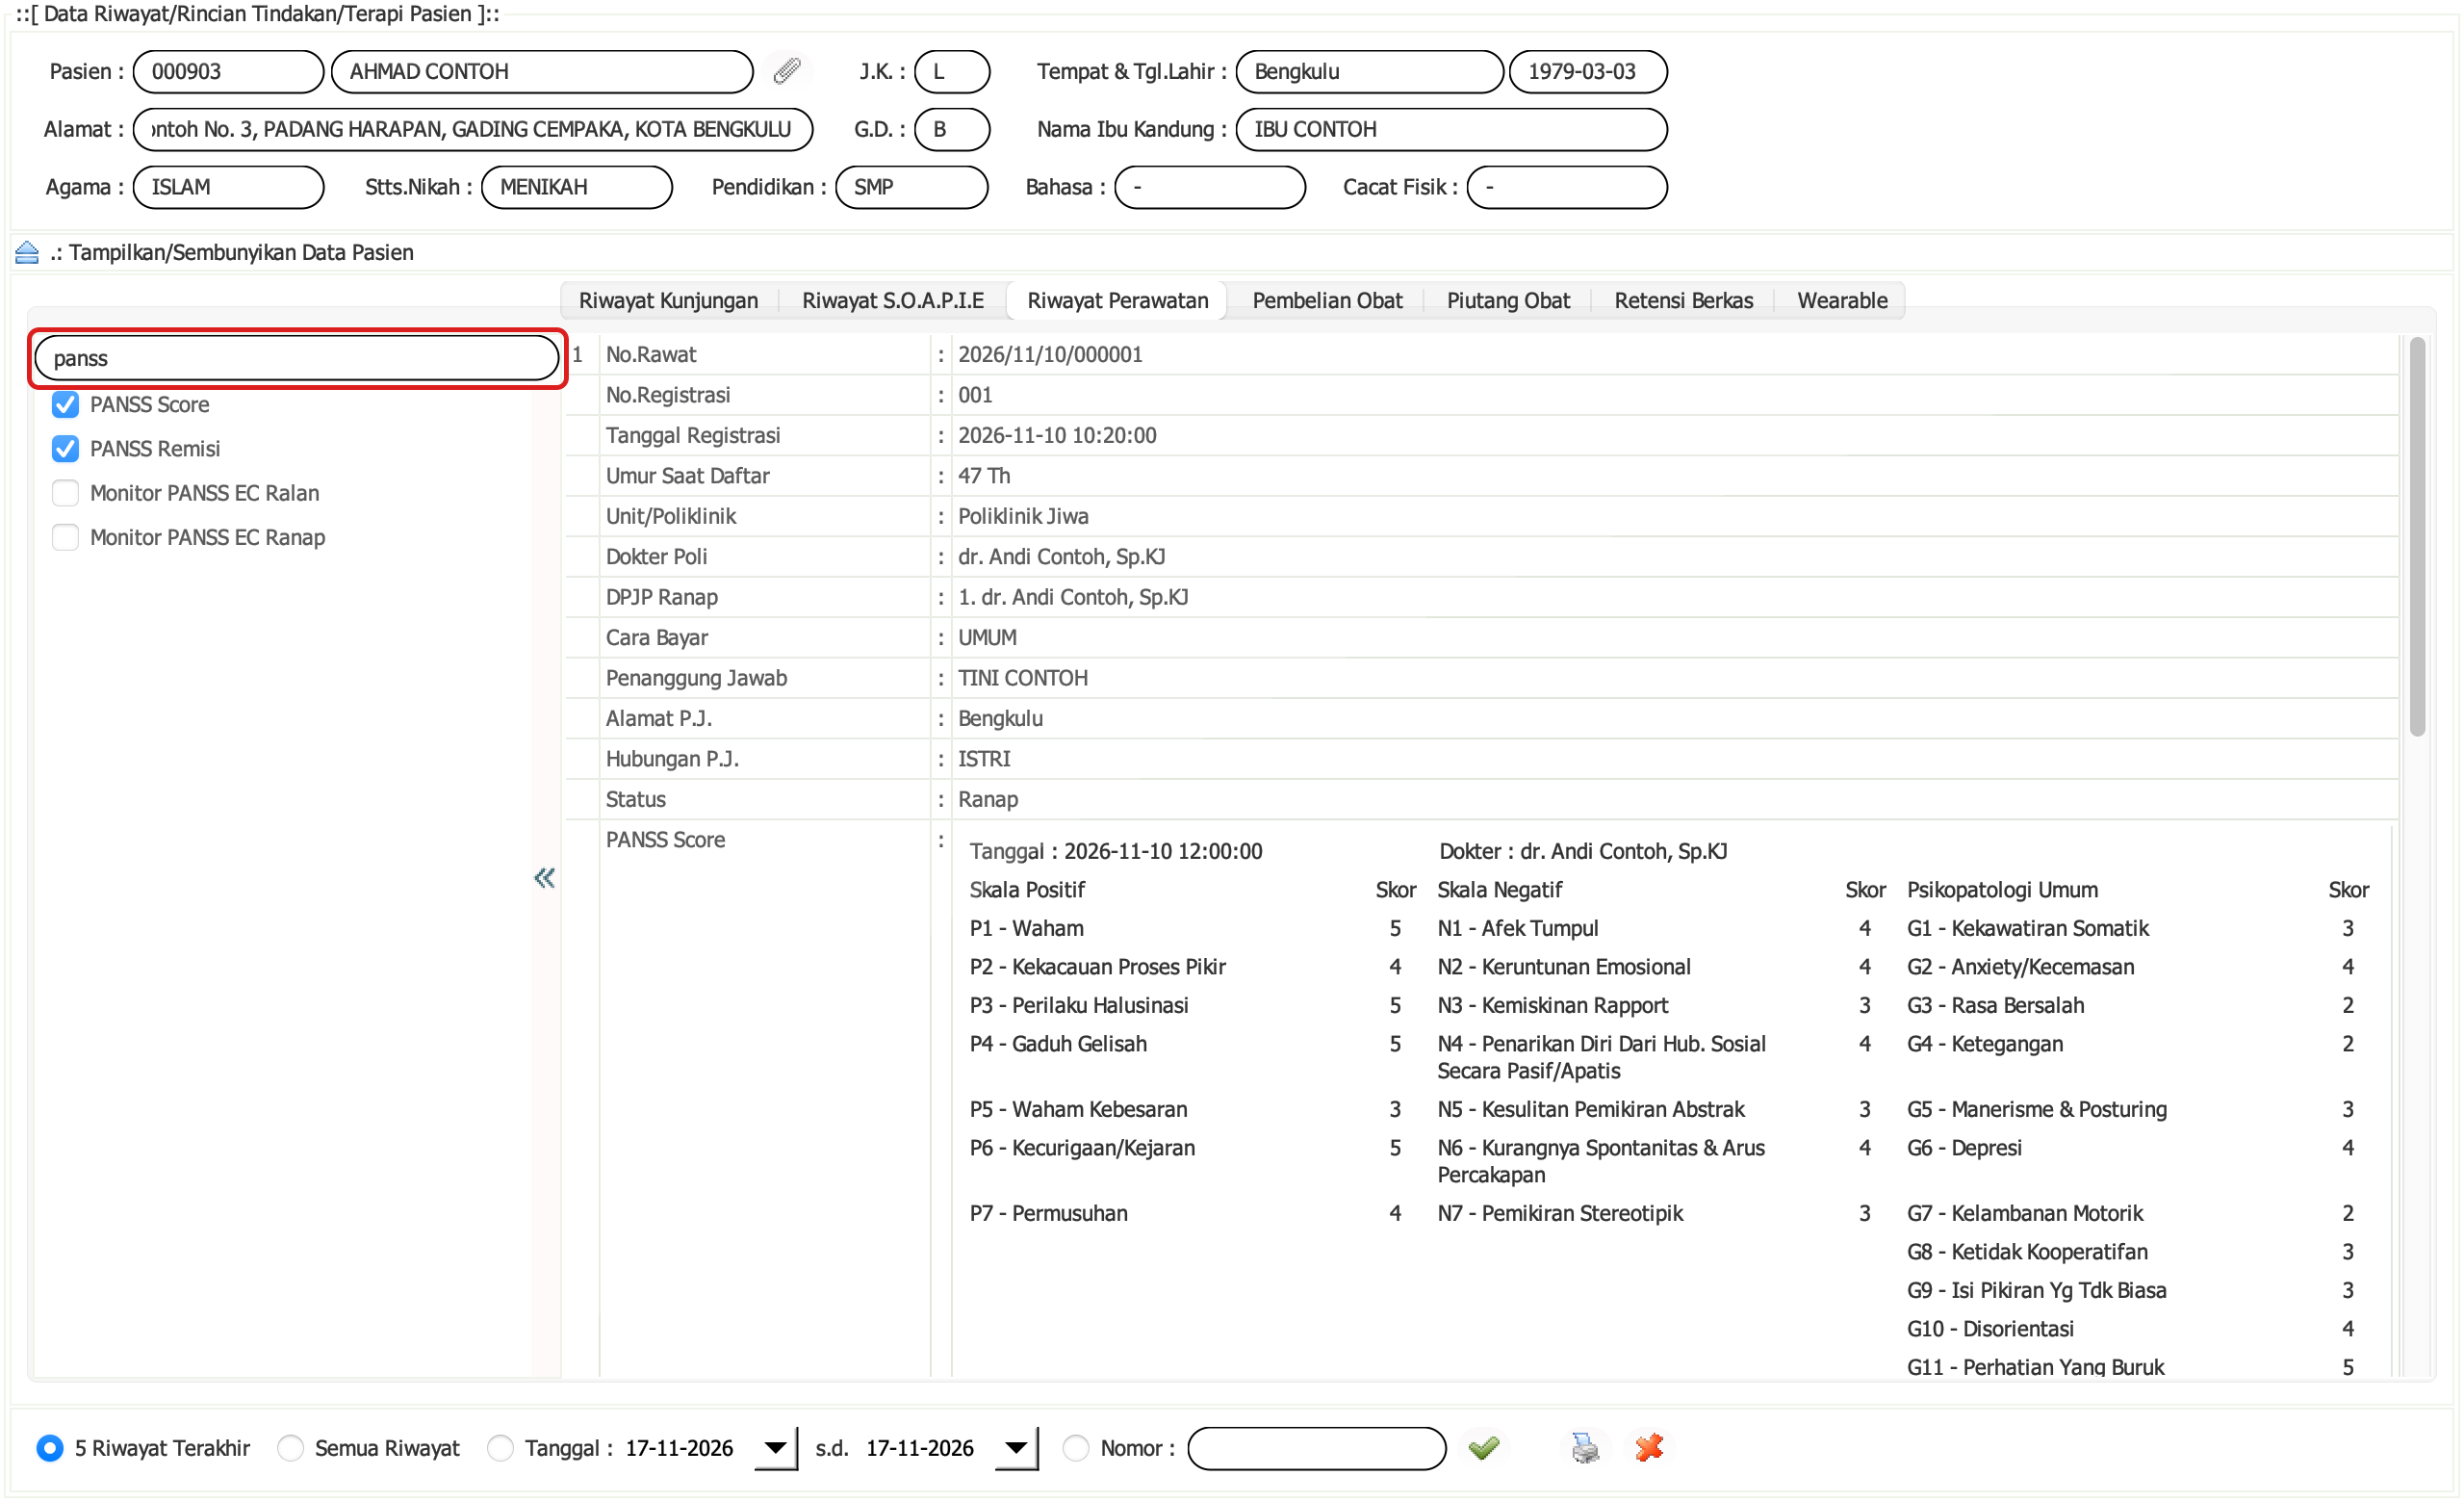 ::[ Data Riwayat/Rincian Tindakan/Terapi Pasien ]::
Pasien : 000903 AHMAD CONTOH J.K. : L Tempat & Tgl.Lahir : Bengkulu 1979-03-03
Alamat : ontoh No. 3, PADANG HARAPAN, GADING CEMPAKA, KOTA BENGKULU G.D. : B Nama Ibu Kandung : IBU CONTOH
Agama : ISLAM Stts.Nikah : MENIKAH Pendidikan : SMP Bahasa : - Cacat Fisik : -
.: Tampilkan/Sembunyikan Data Pasien
Riwayat Kunjungan Riwayat S.O.A.P.I.E Riwayat Perawatan Pembelian Obat Piutang Obat Retensi Berkas Wearable
panss
PANSS Score
PANSS Remisi
Monitor PANSS EC Ralan
Monitor PANSS EC Ranap
1 No.Rawat : 2026/11/10/000001
No.Registrasi : 001
Tanggal Registrasi : 2026-11-10 10:20:00
Umur Saat Daftar : 47 Th
Unit/Poliklinik : Poliklinik Jiwa
Dokter Poli : dr. Andi Contoh, Sp.KJ
DPJP Ranap : 1. dr. Andi Contoh, Sp.KJ
Cara Bayar : UMUM
Penanggung Jawab : TINI CONTOH
Alamat P.J. : Bengkulu
Hubungan P.J. : ISTRI
Status : Ranap
PANSS Score :
Tanggal : 2026-11-10 12:00:00 Dokter : dr. Andi Contoh, Sp.KJ
Skala Positif Skor Skala Negatif Skor Psikopatologi Umum Skor
P1 - Waham 5 N1 - Afek Tumpul 4 G1 - Kekawatiran Somatik 3
P2 - Kekacauan Proses Pikir 4 N2 - Keruntunan Emosional 4 G2 - Anxiety/Kecemasan 4
P3 - Perilaku Halusinasi 5 N3 - Kemiskinan Rapport 3 G3 - Rasa Bersalah 2
P4 - Gaduh Gelisah 5 N4 - Penarikan Diri Dari Hub. Sosial 4 G4 - Ketegangan 2
Secara Pasif/Apatis
P5 - Waham Kebesaran 3 N5 - Kesulitan Pemikiran Abstrak 3 G5 - Manerisme & Posturing 3
P6 - Kecurigaan/Kejaran 5 N6 - Kurangnya Spontanitas & Arus 4 G6 - Depresi 4
Percakapan
P7 - Permusuhan 4 N7 - Pemikiran Stereotipik 3 G7 - Kelambanan Motorik 2
G8 - Ketidak Kooperatifan 3
G9 - Isi Pikiran Yg Tdk Biasa 3
G10 - Disorientasi 4
G11 - Perhatian Yang Buruk 5
5 Riwayat Terakhir Semua Riwayat Tanggal : 17-11-2026 s.d. 17-11-2026 Nomor :